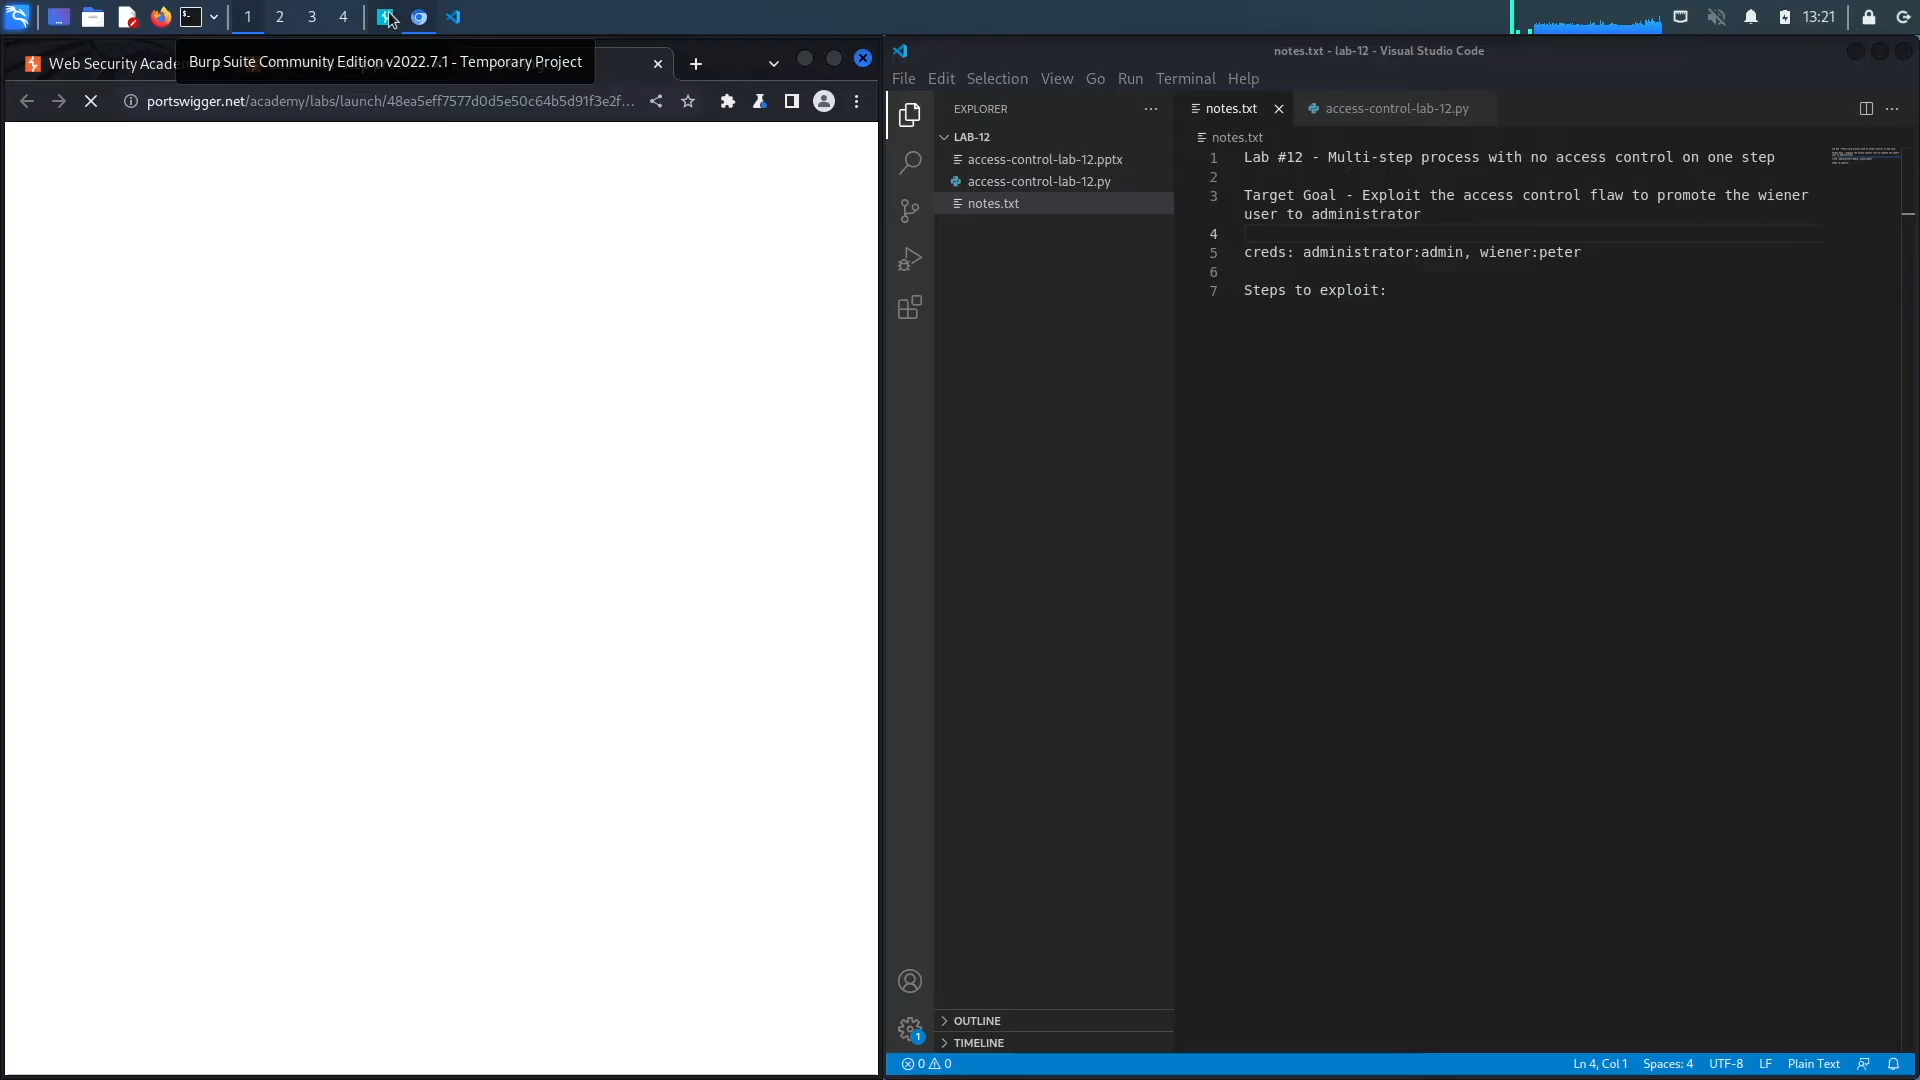 1 2 3 4
13:21
Web Security Acade
Burp Suite Community Edition v2022.7.1 - Temporary Project
portswigger.net/academy/labs/launch/48ea5eff7577d0d5e50c64b5d91f3e2f...
notes.txt - lab-12 - Visual Studio Code
File Edit Selection View Go Run Terminal Help
EXPLORER
LAB-12
access-control-lab-12.pptx
access-control-lab-12.py
notes.txt
OUTLINE
TIMELINE
notes.txt
access-control-lab-12.py
notes.txt
1 Lab #12 - Multi-step process with no access control on one step
2
3 Target Goal - Exploit the access control flaw to promote the wiener
user to administrator
4
5 creds: administrator:admin, wiener:peter
6
7 Steps to exploit:
1
0 0
Ln 4, Col 1 Spaces: 4 UTF-8 LF Plain Text